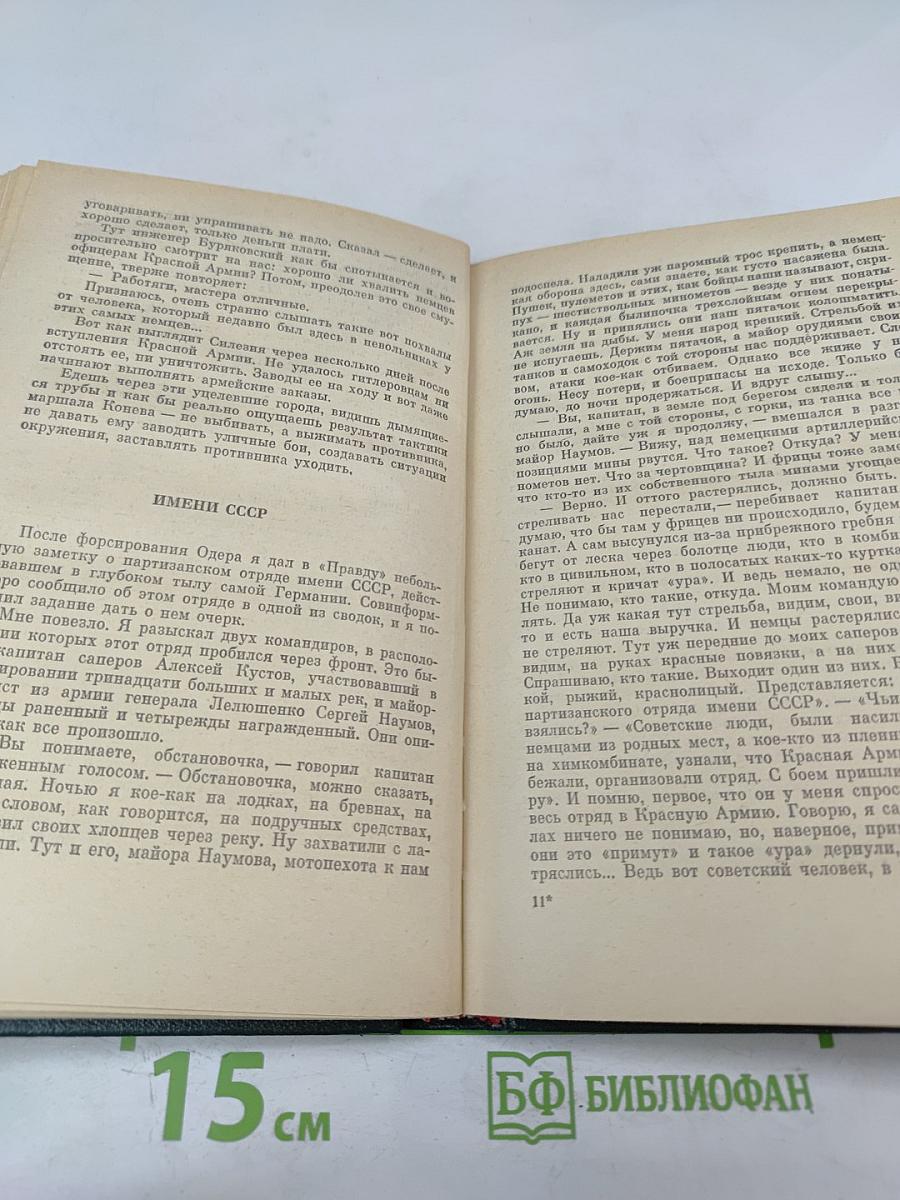 уговаривать, ни упрашивать не надо. Сказал — сделает, и
хорошо сделает, только деньги плати.
Тут инженер Буряковский как бы спотыкается и во-
просительно смотрит на нас: хорошо ли хвалить немцев
офицерам Красной Армии? Потом, преодолев это свое сму-
щение, тверже повторяет:
— Работяги, мастера отличные.
Признаюсь, очень странно слышать такие вот похвалы
от человека, который недавно был здесь в невольниках у
этих самых немцев...
Вот как выглядит Силезия через несколько дней после
вступления Красной Армии. Не удалось гитлеровцам ни
отстоять ее, ни уничтожить. Заводы ее на ходу и вот даже
начинают выполнять армейские заказы.
Едешь через эти уцелевшие города, видишь дымящие-
ся трубы и как бы реально ощущаешь результат тактики
маршала Конева — не выбивать, а выжимать противника,
не давать ему заводить уличные бои, создавать ситуации
окружения, заставлять противника уходить.
ИМЕНИ СССР
После форсирования Одера я дал в «Правду» неболь-
ую заметку о партизанском отряде имени СССР, дейст-
вавшем в глубоком тылу самой Германии. Совинформ-
ро сообщило об этом отряде в одной из сводок, и я по-
ил задание дать о нем очерк.
Мне повезло. Я разыскал двух командиров, в располо-
ии которых этот отряд пробился через фронт. Это бы-
капитан саперов Алексей Кустов, участвовавший в
ировании тринадцати больших и малых рек, и майор-
ист из армии генерала Лелюшенко Сергей Наумов,
ды раненный и четырежды награжденный. Они опи-
как все произошло.
Вы понимаете, обстановочка, — говорил капитан
женным голосом. — Обстановочка, можно сказать,
ная. Ночью я кое-как на лодках, на бревнах, на
словом, как говорится, на подручных средствах,
вил своих хлопцев через реку. Ну захватили с ла-
ли. Тут и его, майора Наумова, мотопехота к нам
подоспела. Наладили уж паромный трос крепить, а немец-
кая оборона здесь, сами знаете, как густо насажена была.
Пушек, пулеметов и этих, как бойцы наши называют, скри-
пух — шестиствольных минометов — везде у них понаты-
кано, и каждая былиночка трехслойным огнем перекры-
вается. Ну и принялись они наш пятачок колошматить.
Аж земля на дыбы. У меня народ крепкий. Стрельбой их
не испугаешь. Держим пятачок, а майор орудиями свои
танков и самоходок с той стороны нас поддерживает. Сло
вом, атаки кое-как отбиваем. Однако все жиже у н
огонь. Несу потери, и боеприпасы на исходе. Только б
думаю, до ночи продержаться. И вдруг слышу...
— Вы, капитан, в земле под берегом сидели и тол
слышали, а мне с той стороны, с горки, из танка все
но было, дайте уж я продолжу, — вмешался в разг
майор Наумов. — Вижу, над немецкими артиллерийс
позициями мины рвутся. Что такое? Откуда? У меня
пометов нет. Что за чертовщина? И фрицы тоже заме
что кто-то из их собственного тыла минами угощае
— Верно. И оттого растерялись, должно быть.
стреливать нас перестали,— перебивает капитан
думаю, что бы там у фрицев ни происходило, будем
канат. А сам высунулся из-за прибрежного гребня
бегут от леска через болотце люди, кто в комби
кто в цивильном, кто в полосатых каких-то куртка
стреляют и кричат «ура». И ведь немало, не од
Не понимаю, кто такие, откуда. Моим командую
лять. Да уж какая тут стрельба, видим, свои, ви
то и есть наша выручка. И немцы растерялис
не стреляют. Тут уж передние до моих саперов
видим, на руках красные повязки, а на них
Спрашиваю, кто такие. Выходит один из них.
кой, рыжий, краснолицый. Представляется:
партизанского отряда имени СССР». — «Чьи
взялись?» — «Советские люди, были насил
немцами из родных мест, а кое-кто из пленн
на химкомбинате, узнали, что Красная Арм
бежали, организовали отряд. С боем пришли
ру». И помню, первое, что он у меня спрос
весь отряд в Красную Армию. Говорю, я са
лах ничего не понимаю, но, наверное, при
они это «примут» и такое «ура» дернули,
тряслись... Ведь вот советский человек, в
11*
15 см
БФ БИБЛИОФАН